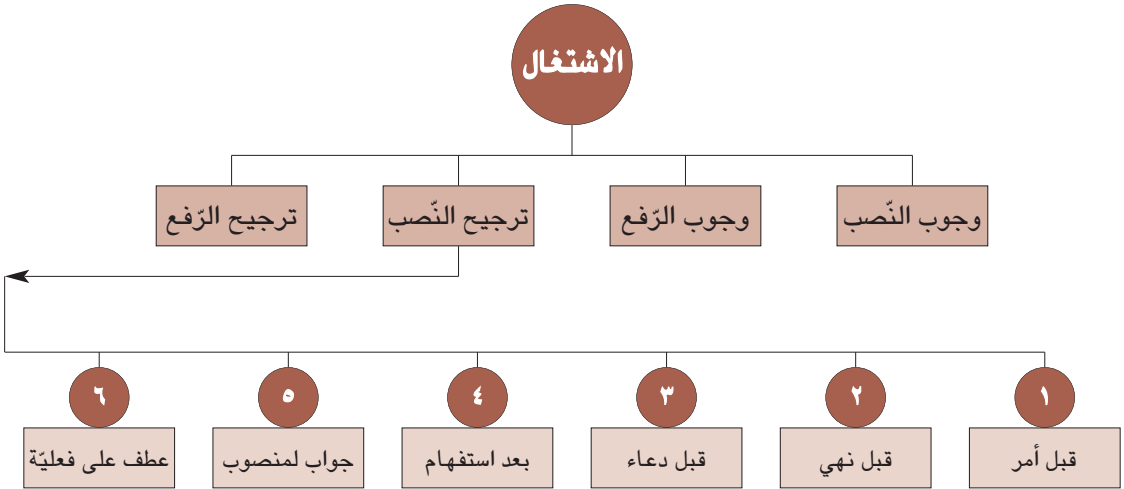 الاشتغال
وجوب النّصب
وجوب الرّفع
ترجيح النّصب
ترجيح الرّفع
١
٢
٣
٤
٥
٦
قبل أمر
قبل نهي
قبل دعاء
بعد استفهام
جواب لمنصوب
عطف على فعليّة